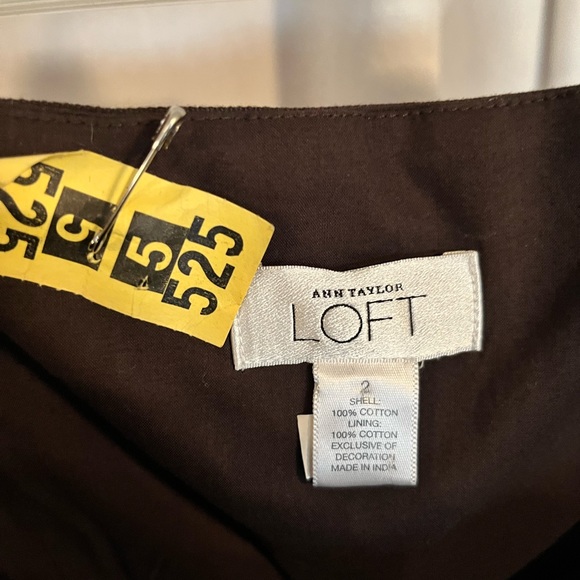 525
5
5
525
ANN TAYLOR
LOFT
2
SHELL:
100% COTTON
LINING:
100% COTTON
EXCLUSIVE OF
DECORATION
MADE IN INDIA